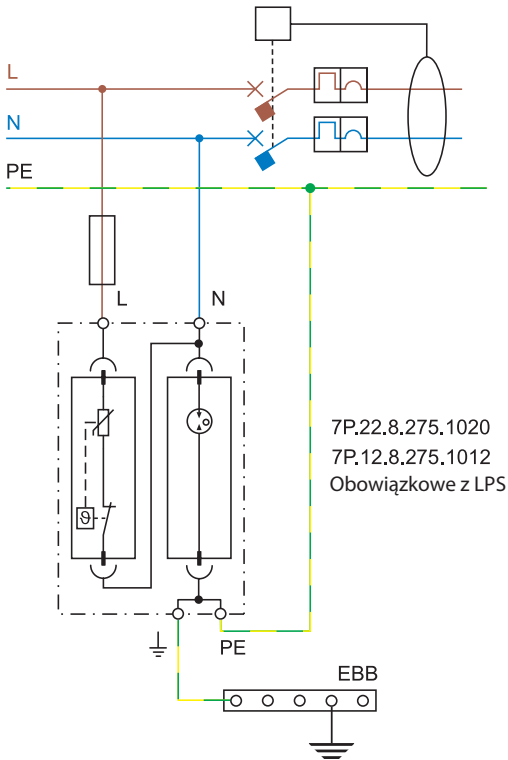 L
N
PE
L
N
7P.22.8.275.1020
7P.12.8.275.1012
Obowiązkowe z LPS
ϑ
PE
EBB